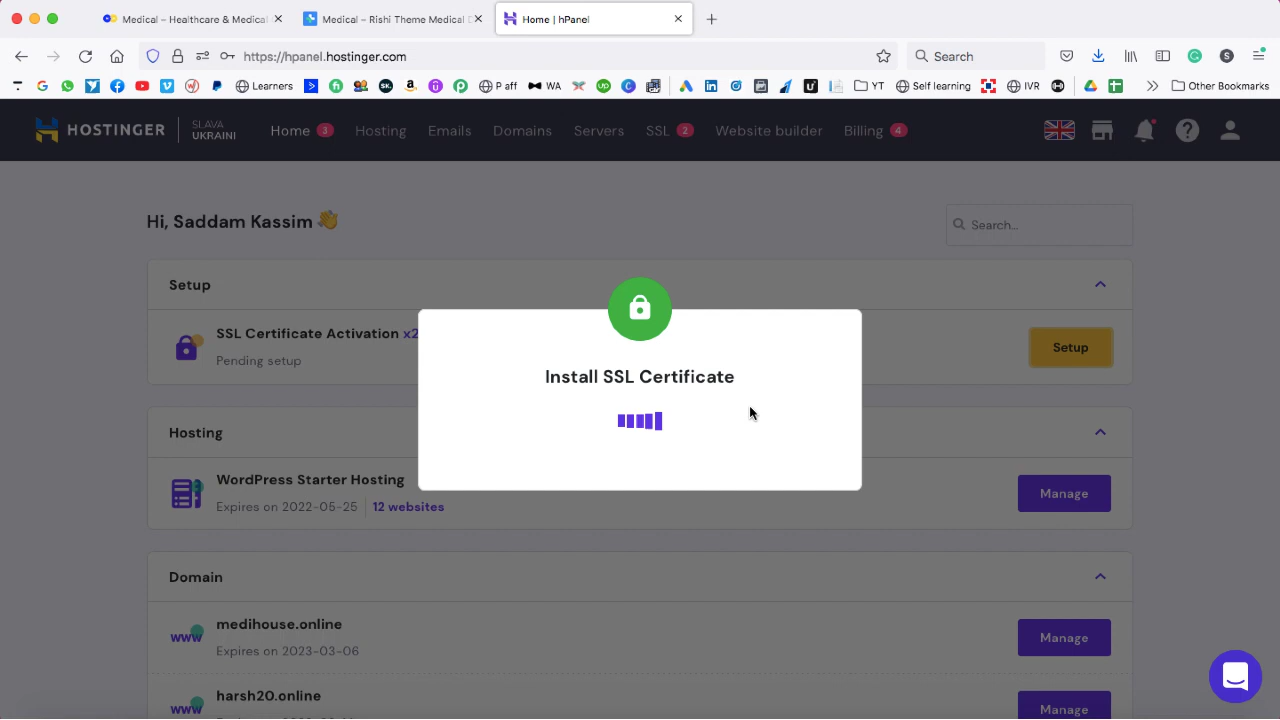 Medical – Healthcare & Medical
Medical – Rishi Theme Medical D
Home | hPanel
https://hpanel.hostinger.com
Search
Learners
P aff
WA
YT
Self learning
IVR
Other Bookmarks
HOSTINGER
SLAVA
UKRAINI
Home 3
Hosting
Emails
Domains
Servers
SSL 2
Website builder
Billing 4
Hi, Saddam Kassim
Search...
Setup
SSL Certificate Activation x2
Pending setup
Setup
Install SSL Certificate
Hosting
WordPress Starter Hosting
Expires on 2022-05-25
12 websites
Manage
Domain
www
medihouse.online
Expires on 2023-03-06
Manage
www
harsh20.online
Manage